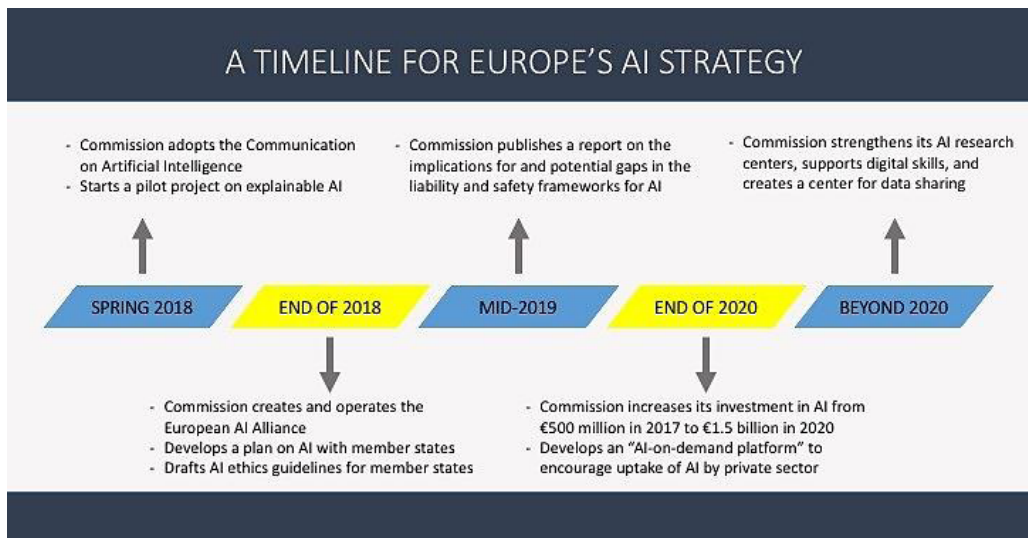 A TIMELINE FOR EUROPE'S AI STRATEGY
- Commission adopts the Communication
on Artificial Intelligence
- Starts a pilot project on explainable AI
- Commission publishes a report on the
implications for and potential gaps in the
liability and safety frameworks for AI
- Commission strengthens its AI research
centers, supports digital skills, and
creates a center for data sharing
SPRING 2018
END OF 2018
MID-2019
END OF 2020
BEYOND 2020
- Commission creates and operates the
European AI Alliance
- Develops a plan on AI with member states
- Drafts AI ethics guidelines for member states
- Commission increases its investment in AI from
€500 million in 2017 to €1.5 billion in 2020
- Develops an “AI-on-demand platform” to
encourage uptake of AI by private sector